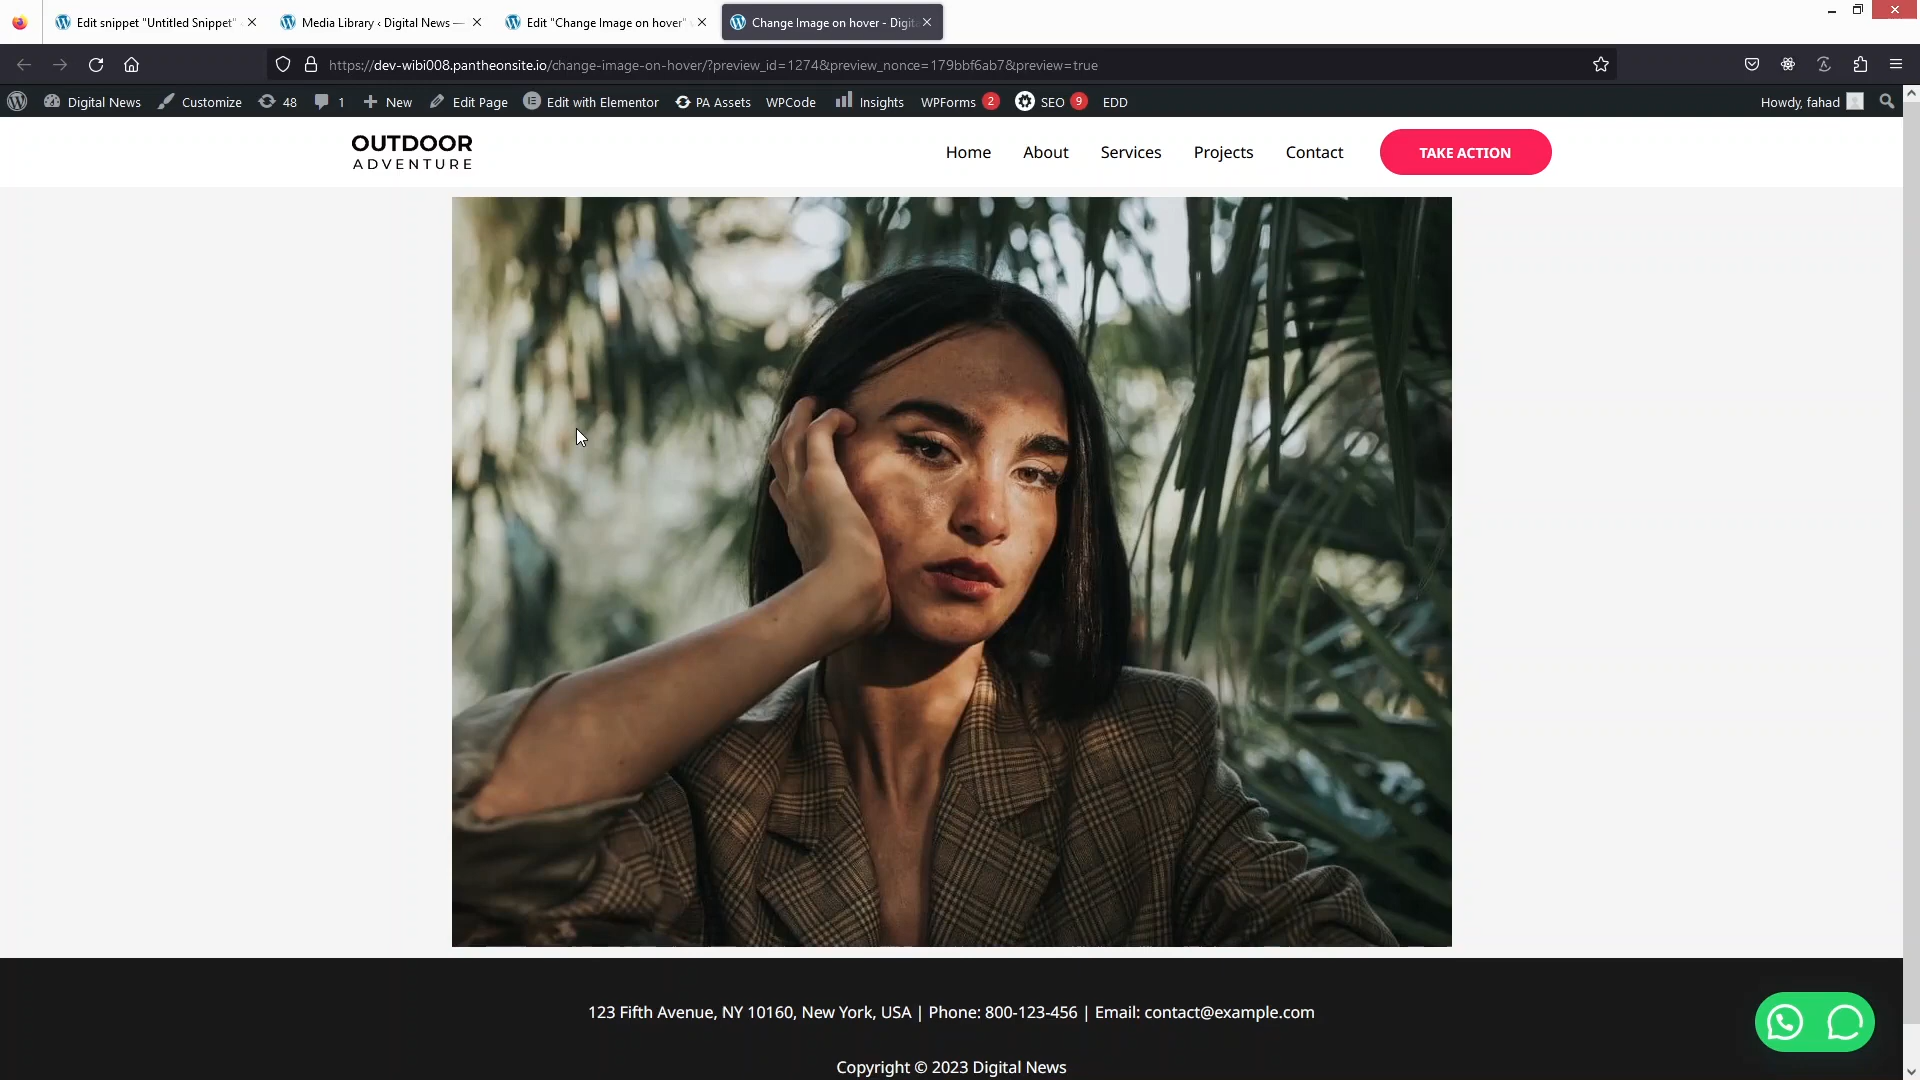 Edit snippet "Untitled Snippet"
Media Library ‹ Digital News —
Edit "Change Image on hover"
Change Image on hover - Digit
https://dev-wibi008.pantheonsite.io/change-image-on-hover/?preview_id=1274&preview_nonce=179bbf6ab7&preview=true
Digital News
Customize
48
1
New
Edit Page
Edit with Elementor
PA Assets
WPCode
Insights
WPForms 2
SEO 9
EDD
Howdy, fahad
OUTDOOR
ADVENTURE
Home
About
Services
Projects
Contact
TAKE ACTION
123 Fifth Avenue, NY 10160, New York, USA | Phone: 800-123-456 | Email: contact@example.com
Copyright © 2023 Digital News